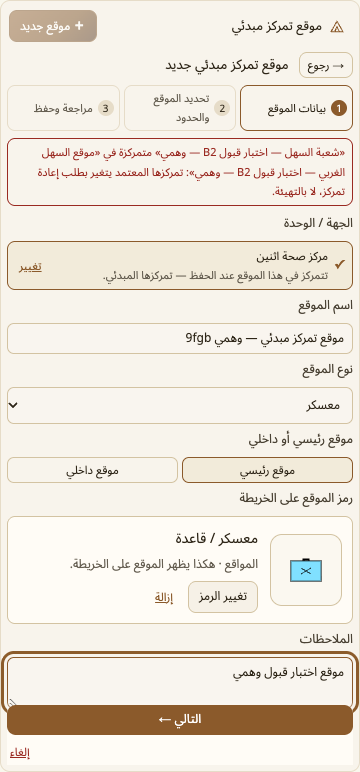 موقع تمركز مبدئي
+ موقع جديد
→ رجوع
موقع تمركز مبدئي جديد
1 بيانات الموقع
2 تحديد الموقع والحدود
3 مراجعة وحفظ
«شعبة السهل — اختبار قبول B2 — وهمي» متمركزة في «موقع السهل
الغربي — اختبار قبول B2 — وهمي»: تمركزها المعتمد يتغير بطلب إعادة
تمركز، لا بالتهيئة.
الجهة / الوحدة
✓ مركز صحة اثنين
تتمركز في هذا الموقع عند الحفظ — تمركزها المبدئي.
تغيير
اسم الموقع
موقع تمركز مبدئي — وهمي 9fgb
نوع الموقع
معسكر
موقع رئيسي أو داخلي
موقع رئيسي
موقع داخلي
رمز الموقع على الخريطة
معسكر / قاعدة
المواقع · هكذا يظهر الموقع على الخريطة.
تغيير الرمز
إزالة
الملاحظات
موقع اختبار قبول وهمي
التالي ←
إلغاء